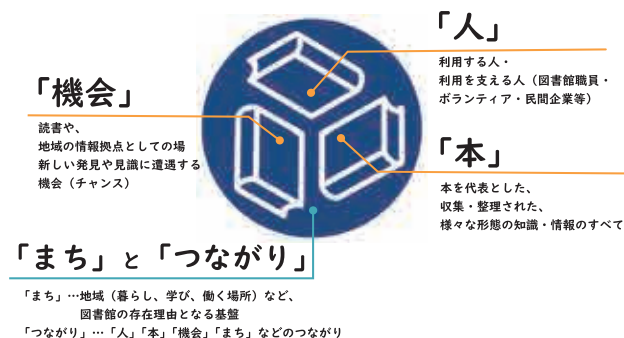 「人」
利用する人・
利用を支える人（図書館職員・
ボランティア・民間企業等）
「機会」
読書や、
地域の情報拠点としての場
新しい発見や見識に遭遇する
機会（チャンス）
「本」
本を代表とした、
収集・整理された、
様々な形態の知識・情報のすべて
「まち」と「つながり」
「まち」…地域（暮らし、学び、働く場所）など、
図書館の存在理由となる基盤
「つながり」…「人」「本」「機会」「まち」などのつながり